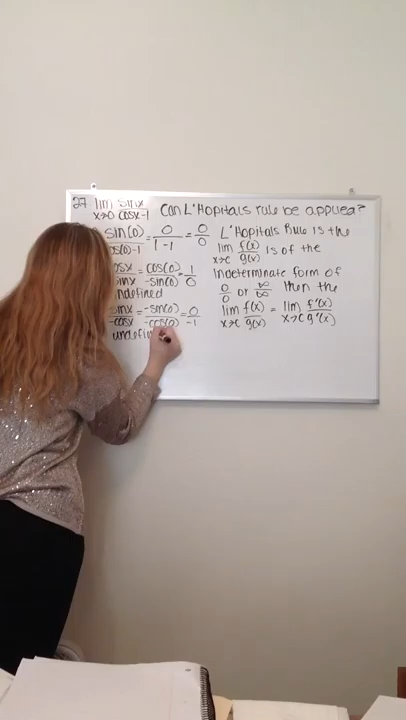 27 lim x→0 sinx/cosx-1 Can L'Hopitals rule be applied?
sin(0)/cos(0)-1 = 0/1-1 = 0/0
cosx/sinx = cos(0)/-sin(0) = 1/0
undefined
sinx/-cosx = -sin(0)/-cos(0) = 0/-1
undefin
L'Hopitals Rule is the
lim x→c f(x)/g(x) is of the
Indeterminate form of
0/0 or ∞/∞ then the
lim x→c f(x)/g(x) = lim x→c f'(x)/g'(x)